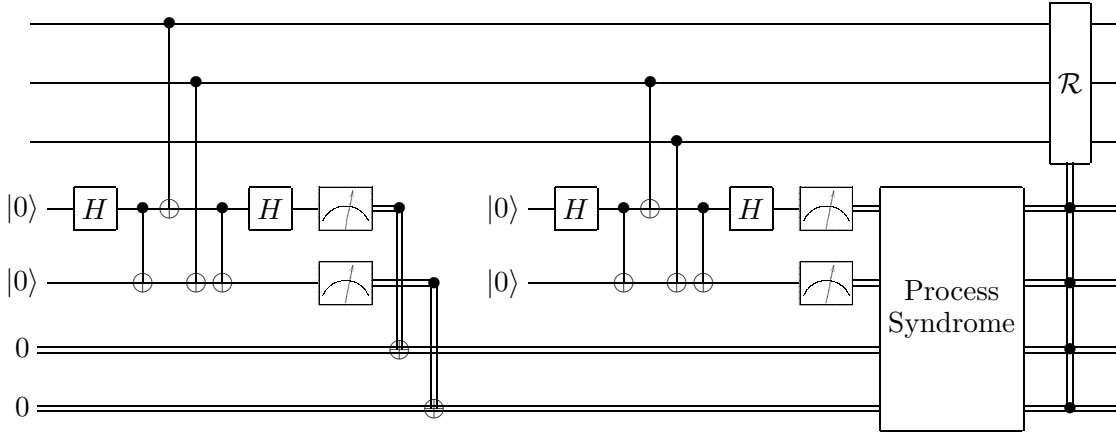 ℛ
|0⟩ H H |0⟩ H H
|0⟩ |0⟩
Process
Syndrome
0
0